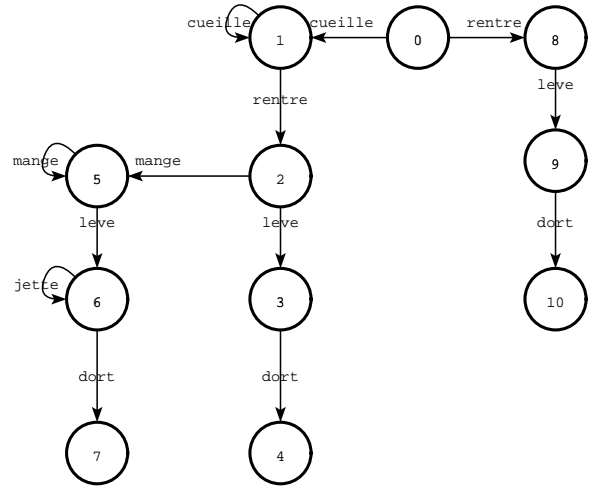 cueille 1 cueille 0 rentre 8
rentre
leve
mange 5 mange 2 9
leve leve dort
jette 6 3 10
dort dort
7 4